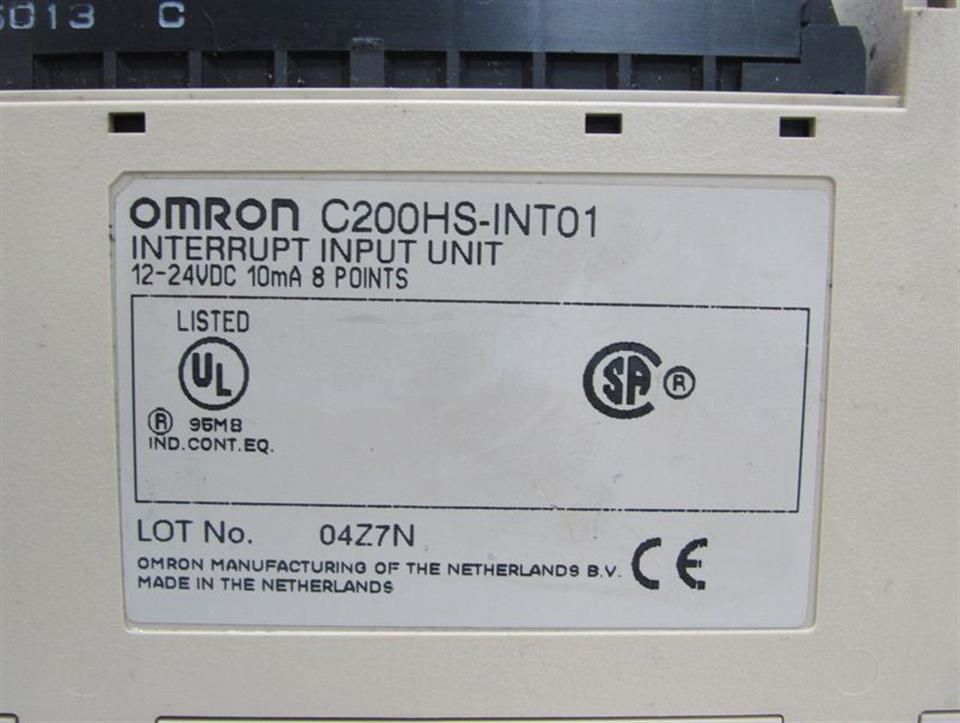 5013 C
OMRON C200HS-INT01
INTERRUPT INPUT UNIT
12-24VDC 10mA 8 POINTS
LISTED
UL
® 95M8
IND.CONT.EQ.
SA ®
LOT No. 04Z7N
OMRON MANUFACTURING OF THE NETHERLANDS B.V.
MADE IN THE NETHERLANDS
CE